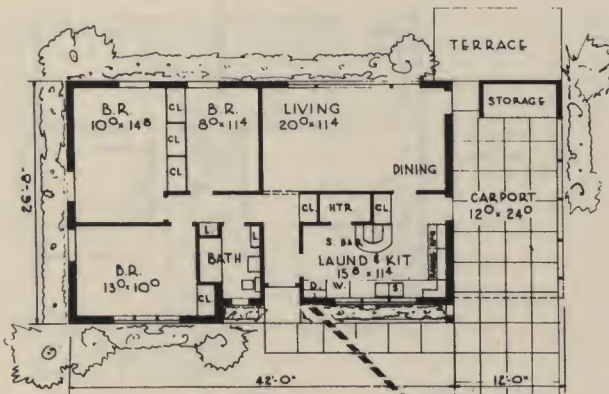 TERRACE
B.R.
10⁰ × 14⁸
CL
CL
CL
B.R.
8⁰ × 11⁴
LIVING
20⁰ × 11⁴
DINING
STORAGE
CARPORT
12⁰ × 24⁰
26'-8"
CL
HTR
CL
S. BAR
LAUND & KIT
15⁸ × 11⁴
L.
L
BATH
B.R.
13⁰ × 10⁰
CL
D.
W.
S
42'-0"
12'-0"